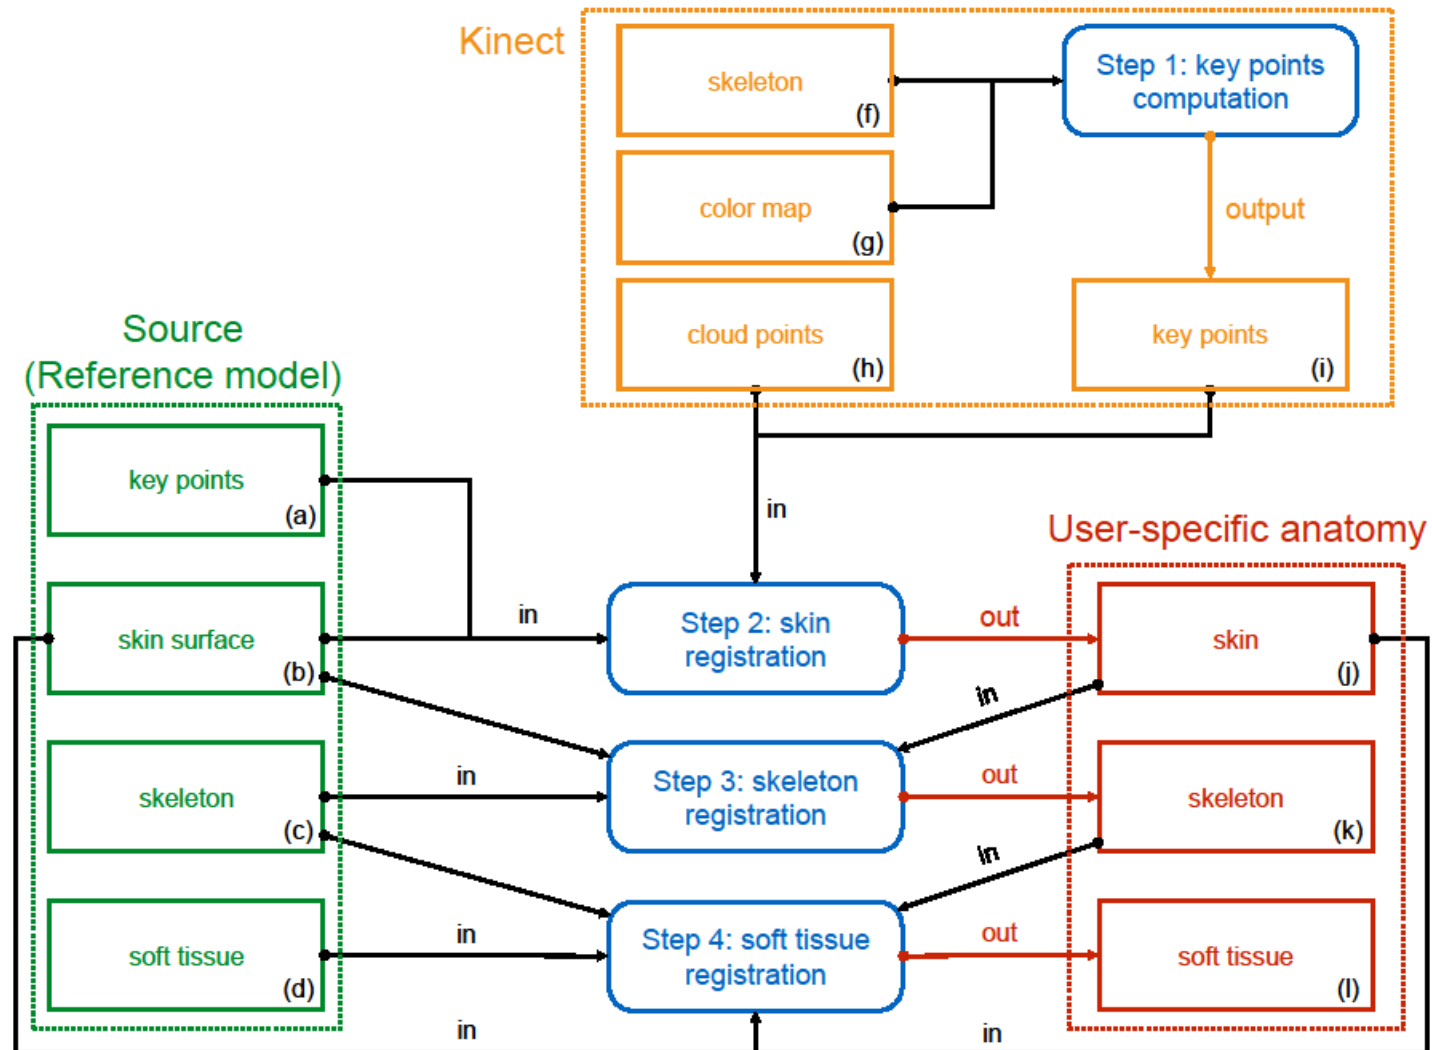 Kinect
skeleton
(f)
Step 1: key points
computation
color map
(g)
output
cloud points
(h)
key points
(i)
Source
(Reference model)
key points
(a)
in
User-specific anatomy
skin surface
(b)
in
Step 2: skin
registration
out
skin
(j)
in
skeleton
(c)
in
Step 3: skeleton
registration
out
skeleton
(k)
in
soft tissue
(d)
in
Step 4: soft tissue
registration
out
soft tissue
(l)
in
in